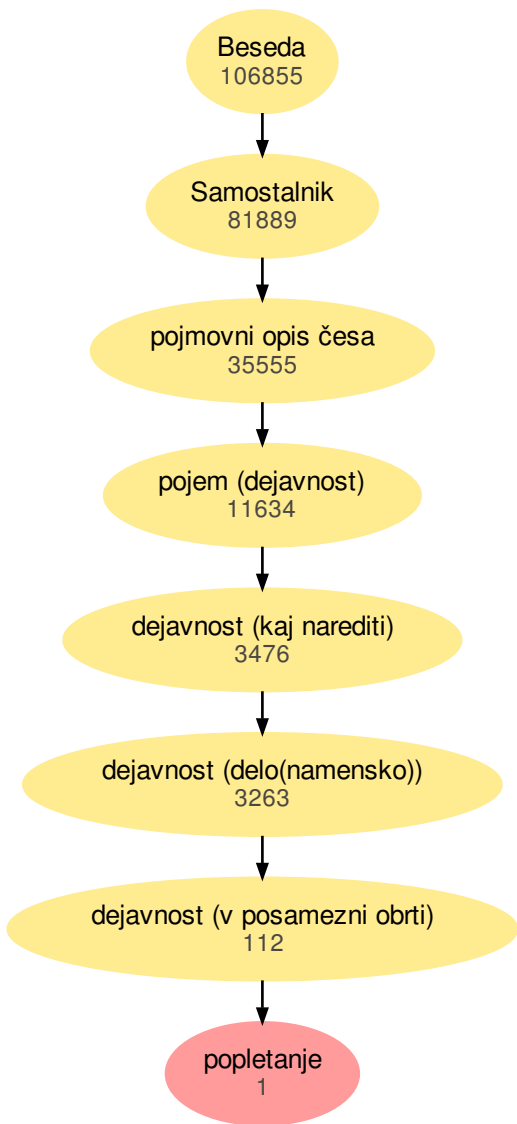 Beseda
106855
Samostalnik
81889
pojmovni opis česa
35555
pojem (dejavnost)
11634
dejavnost (kaj narediti)
3476
dejavnost (delo(namensko))
3263
dejavnost (v posamezni obrti)
112
popletanje
1